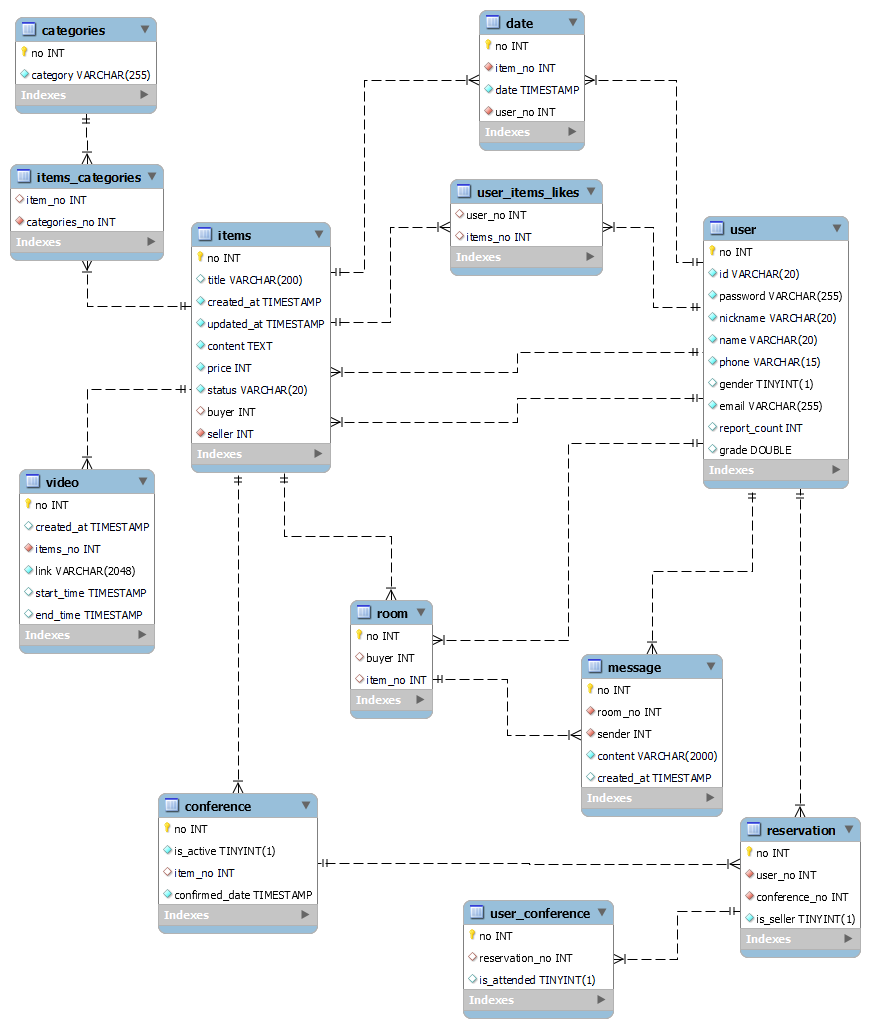 categories
no INT
category VARCHAR(255)
Indexes
date
no INT
item_no INT
date TIMESTAMP
user_no INT
Indexes
items_categories
item_no INT
categories_no INT
Indexes
user_items_likes
user_no INT
items_no INT
Indexes
items
no INT
title VARCHAR(200)
created_at TIMESTAMP
updated_at TIMESTAMP
content TEXT
price INT
status VARCHAR(20)
buyer INT
seller INT
Indexes
user
no INT
id VARCHAR(20)
password VARCHAR(255)
nickname VARCHAR(20)
name VARCHAR(20)
phone VARCHAR(15)
gender TINYINT(1)
email VARCHAR(255)
report_count INT
grade DOUBLE
Indexes
video
no INT
created_at TIMESTAMP
items_no INT
link VARCHAR(2048)
start_time TIMESTAMP
end_time TIMESTAMP
Indexes
room
no INT
buyer INT
item_no INT
Indexes
message
no INT
room_no INT
sender INT
content VARCHAR(2000)
created_at TIMESTAMP
Indexes
conference
no INT
is_active TINYINT(1)
item_no INT
confirmed_date TIMESTAMP
Indexes
reservation
no INT
user_no INT
conference_no INT
is_seller TINYINT(1)
Indexes
user_conference
no INT
reservation_no INT
is_attended TINYINT(1)
Indexes